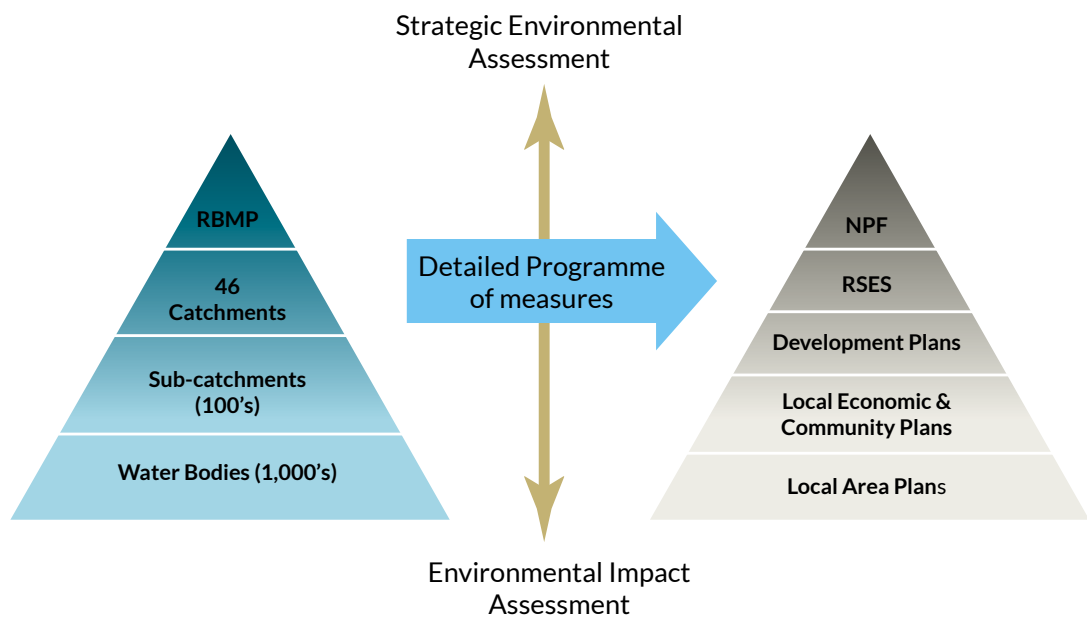 Strategic Environmental
Assessment
RBMP
46
Catchments
Sub-catchments
(100's)
Water Bodies (1,000's)
Detailed Programme
of measures
NPF
RSES
Development Plans
Local Economic &
Community Plans
Local Area Plans
Environmental Impact
Assessment